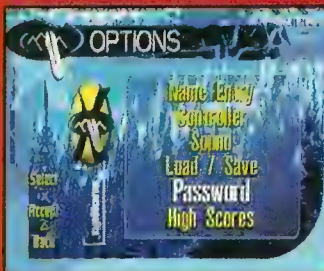 OPTIONS
Name Entry
Controller
Sound
Load / Save
Password
High Scores
Select
Accept
Back